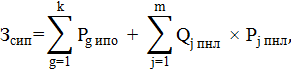 Зсип= k∑g=1 Pg ипо + m∑j=1 Qj пнл × Pj пнл,